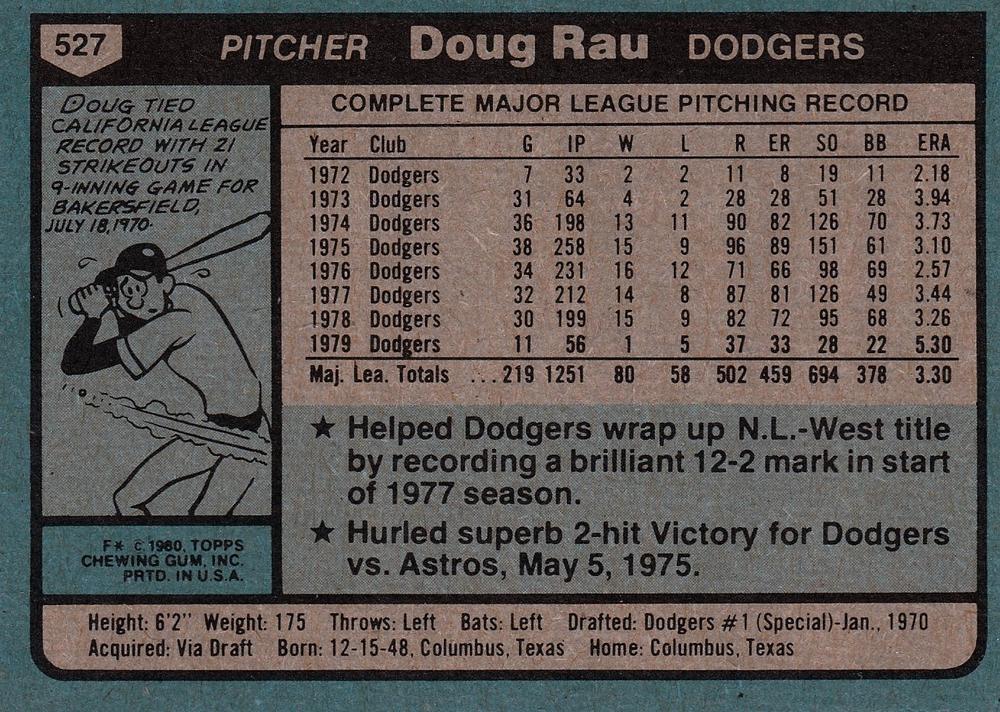 527 PITCHER Doug Rau DODGERS
DOUG TIED
CALIFORNIA LEAGUE
RECORD WITH 21
STRIKEOUTS IN
9-INNING GAME FOR
BAKERSFIELD,
JULY 18, 1970.
COMPLETE MAJOR LEAGUE PITCHING RECORD
Year Club G IP W L R ER SO BB ERA
1972 Dodgers 7 33 2 2 11 8 19 11 2.18
1973 Dodgers 31 64 4 2 28 28 51 28 3.94
1974 Dodgers 36 198 13 11 90 82 126 70 3.73
1975 Dodgers 38 258 15 9 96 89 151 61 3.10
1976 Dodgers 34 231 16 12 71 66 98 69 2.57
1977 Dodgers 32 212 14 8 87 81 126 49 3.44
1978 Dodgers 30 199 15 9 82 72 95 68 3.26
1979 Dodgers 11 56 1 5 37 33 28 22 5.30
Maj. Lea. Totals ...219 1251 80 58 502 459 694 378 3.30
★ Helped Dodgers wrap up N.L.-West title
by recording a brilliant 12-2 mark in start
of 1977 season.
★ Hurled superb 2-hit Victory for Dodgers
vs. Astros, May 5, 1975.
F* © 1980, TOPPS
CHEWING GUM, INC.
PRTD. IN U.S.A.
Height: 6'2" Weight: 175 Throws: Left Bats: Left Drafted: Dodgers #1 (Special)-Jan., 1970
Acquired: Via Draft Born: 12-15-48, Columbus, Texas Home: Columbus, Texas